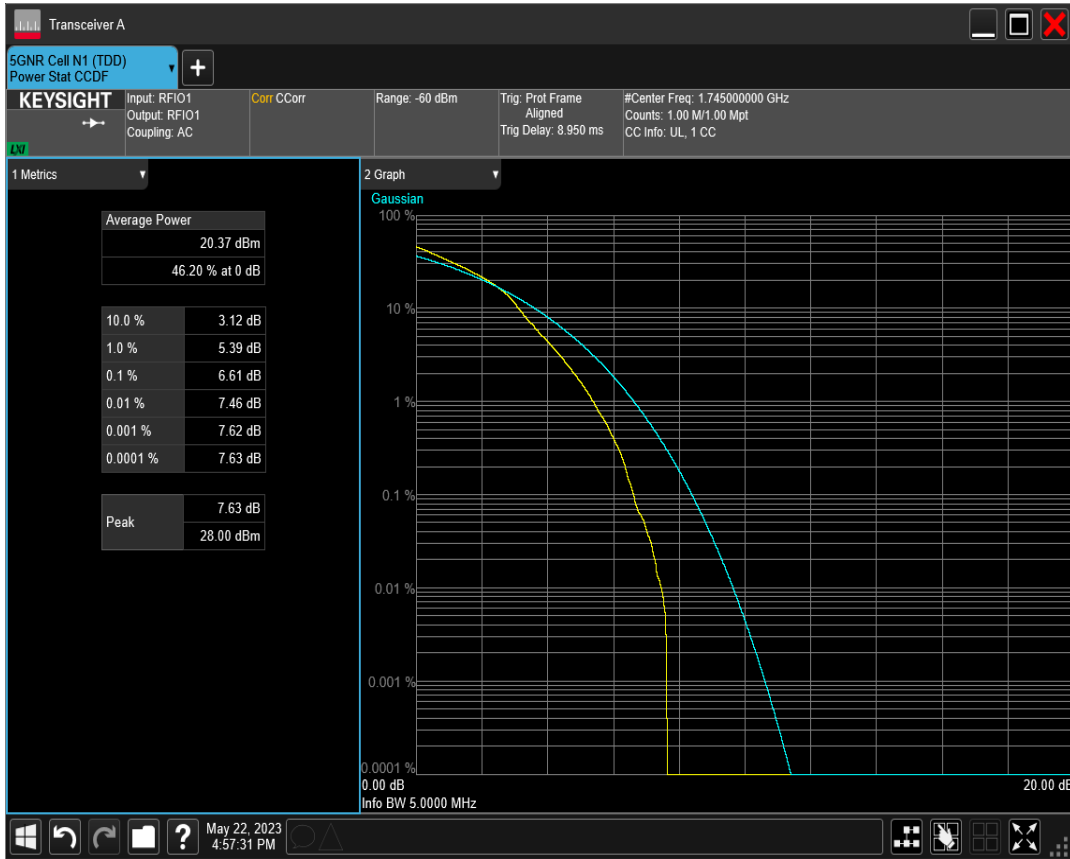 Transceiver A
5GNR Cell N1 (TDD)
Power Stat CCDF
KEYSIGHT
LXI
Input: RFIO1
Output: RFIO1
Coupling: AC
Corr CCorr
Range: -60 dBm
Trig: Prot Frame
Aligned
Trig Delay: 8.950 ms
#Center Freq: 1.745000000 GHz
Counts: 1.00 M/1.00 Mpt
CC Info: UL, 1 CC
1 Metrics
Average Power
20.37 dBm
46.20 % at 0 dB
10.0 % 3.12 dB
1.0 % 5.39 dB
0.1 % 6.61 dB
0.01 % 7.46 dB
0.001 % 7.62 dB
0.0001 % 7.63 dB
Peak
7.63 dB
28.00 dBm
2 Graph
Gaussian
100 %
10 %
1 %
0.1 %
0.01 %
0.001 %
0.0001 %
0.00 dB 20.00 dB
Info BW 5.0000 MHz
May 22, 2023
4:57:31 PM